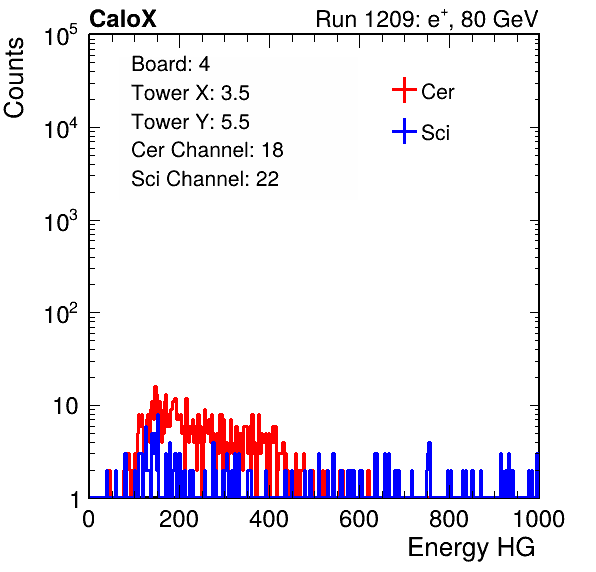 CaloX Run 1209: e⁺, 80 GeV
Counts
10⁵
10⁴
10³
10²
10
1
Board: 4
Tower X: 3.5
Tower Y: 5.5
Cer Channel: 18
Sci Channel: 22
Cer
Sci
0 200 400 600 800 1000
Energy HG